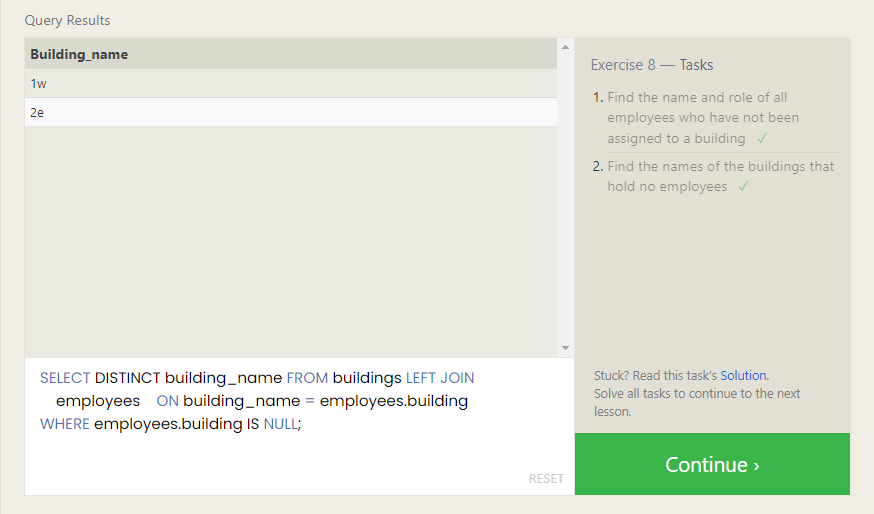 Query Results
Building_name
1w
2e
SELECT DISTINCT building_name FROM buildings LEFT JOIN
employees ON building_name = employees.building
WHERE employees.building IS NULL;
RESET
Exercise 8 — Tasks
1. Find the name and role of all
employees who have not been
assigned to a building ✓
2. Find the names of the buildings that
hold no employees ✓
Stuck? Read this task's Solution.
Solve all tasks to continue to the next
lesson.
Continue ›